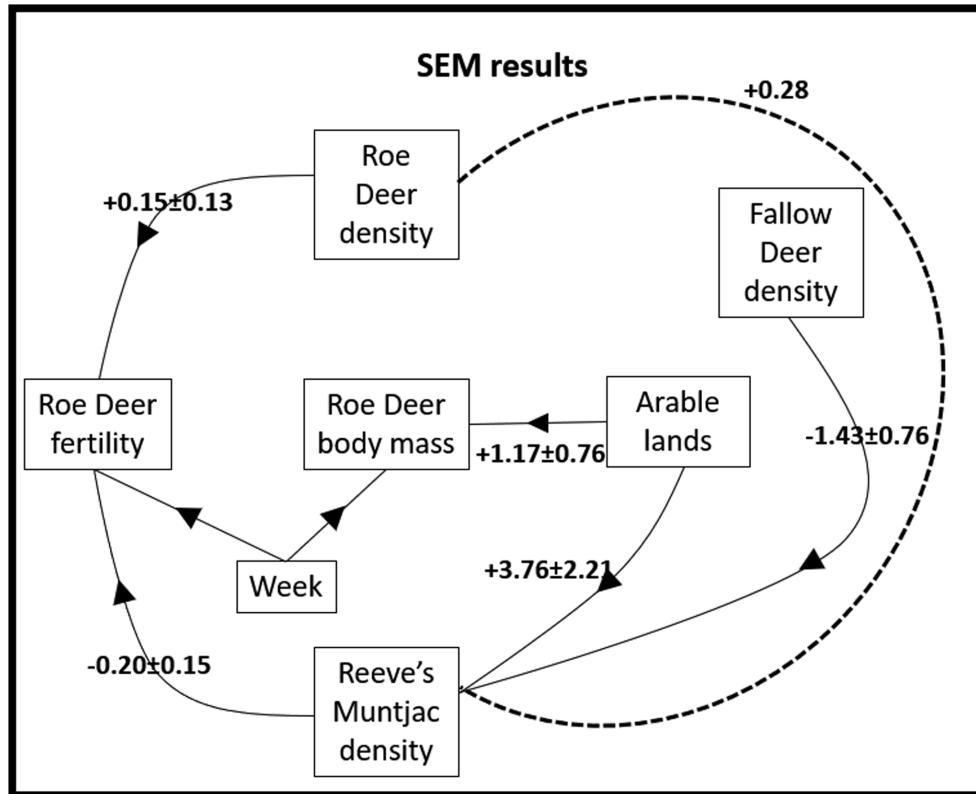 SEM results
+0.28
Roe
Deer
density
+0.15±0.13
Fallow
Deer
density
Roe Deer
fertility
Roe Deer
body mass
Arable
lands
+1.17±0.76
-1.43±0.76
Week
+3.76±2.21
-0.20±0.15
Reeve's
Muntjac
density